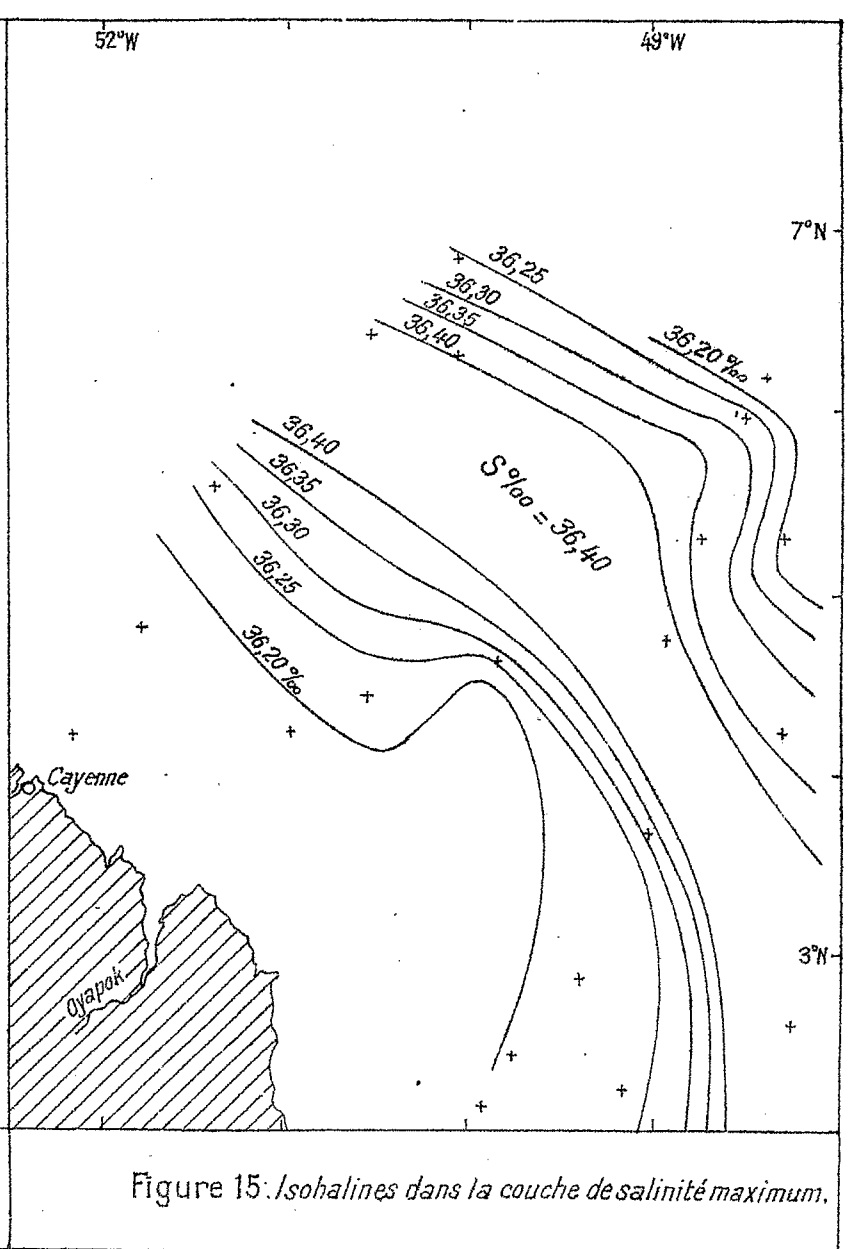 52°W
49°W
7°N
36,25
36,30
36,35
36,40
36,20 ‰
36,40
36,35
36,30
36,25
36,20 ‰
S ‰ = 36,40
Cayenne
3°N
Oyapok
Figure 15: Isohalines dans la couche de salinité maximum.